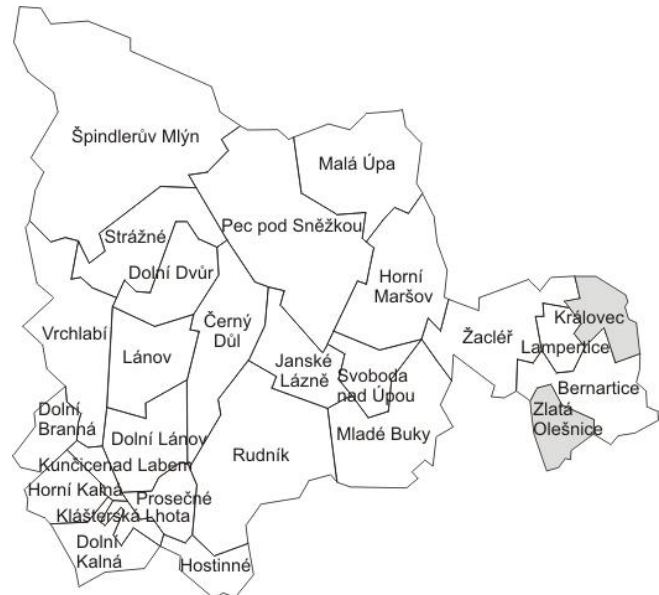 Špindlerův Mlýn
Malá Úpa
Pec pod Sněžkou
Strážné
Dolní Dvůr
Horní
Maršov
Vrchlabí
Černý
Důl
Lánov
Janské
Lázně
Svoboda
nad Úpou
Žacléř
Královec
Lampertice
Bernartice
Zlatá
Olešnice
Dolní
Branná
Dolní Lánov
Mladé Buky
Rudník
Kunčice nad Labem
Horní Kalná
Prosečné
Klášterská Lhota
Dolní
Kalná
Hostinné